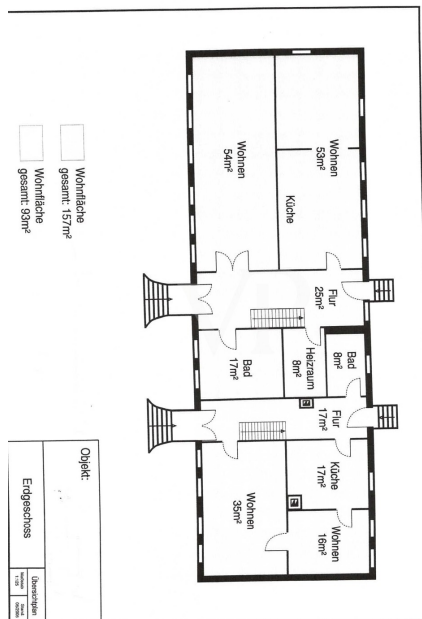 Wohnen
53m²
Wohnen
54m²
Küche
Flur
25m²
Bad
8m²
Heizraum
8m²
Bad
17m²
Flur
17m²
Küche
17m²
Wohnen
16m²
Wohnen
35m²
Wohnfläche
gesamt: 157m²
Wohnfläche
gesamt: 93m²
Objekt:
Erdgeschoss
Übersichtplan